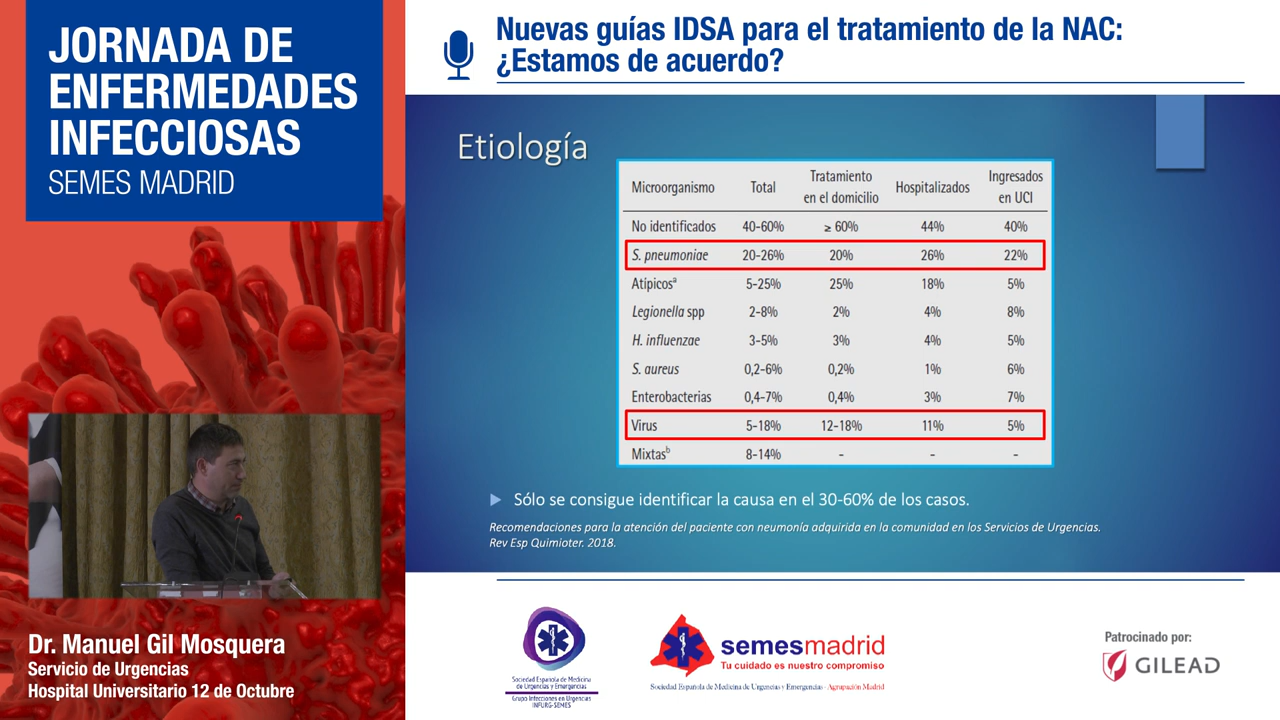 JORNADA DE
ENFERMEDADES
INFECCIOSAS
SEMES MADRID
Nuevas guías IDSA para el tratamiento de la NAC:
¿Estamos de acuerdo?
Etiología
Microorganismo Total Tratamiento en el domicilio Hospitalizados Ingresados en UCI
No identificados 40-60% ≥ 60% 44% 40%
S. pneumoniae 20-26% 20% 26% 22%
Atípicosª 5-25% 25% 18% 5%
Legionella spp 2-8% 2% 4% 8%
H. influenzae 3-5% 3% 4% 5%
S. aureus 0,2-6% 0,2% 1% 6%
Enterobacterias 0,4-7% 0,4% 3% 7%
Virus 5-18% 12-18% 11% 5%
Mixtasᵇ 8-14% - - -
Sólo se consigue identificar la causa en el 30-60% de los casos.
Recomendaciones para la atención del paciente con neumonía adquirida en la comunidad en los Servicios de Urgencias.
Rev Esp Quimioter. 2018.
Dr. Manuel Gil Mosquera
Servicio de Urgencias
Hospital Universitario 12 de Octubre
Sociedad Española de Medicina
de Urgencias y Emergencias
Grupo Infecciones en Urgencias
INFURG-SEMES
semesmadrid
Tu cuidado es nuestro compromiso
Sociedad Española de Medicina de Urgencias y Emergencias · Agrupación Madrid
Patrocinado por:
GILEAD